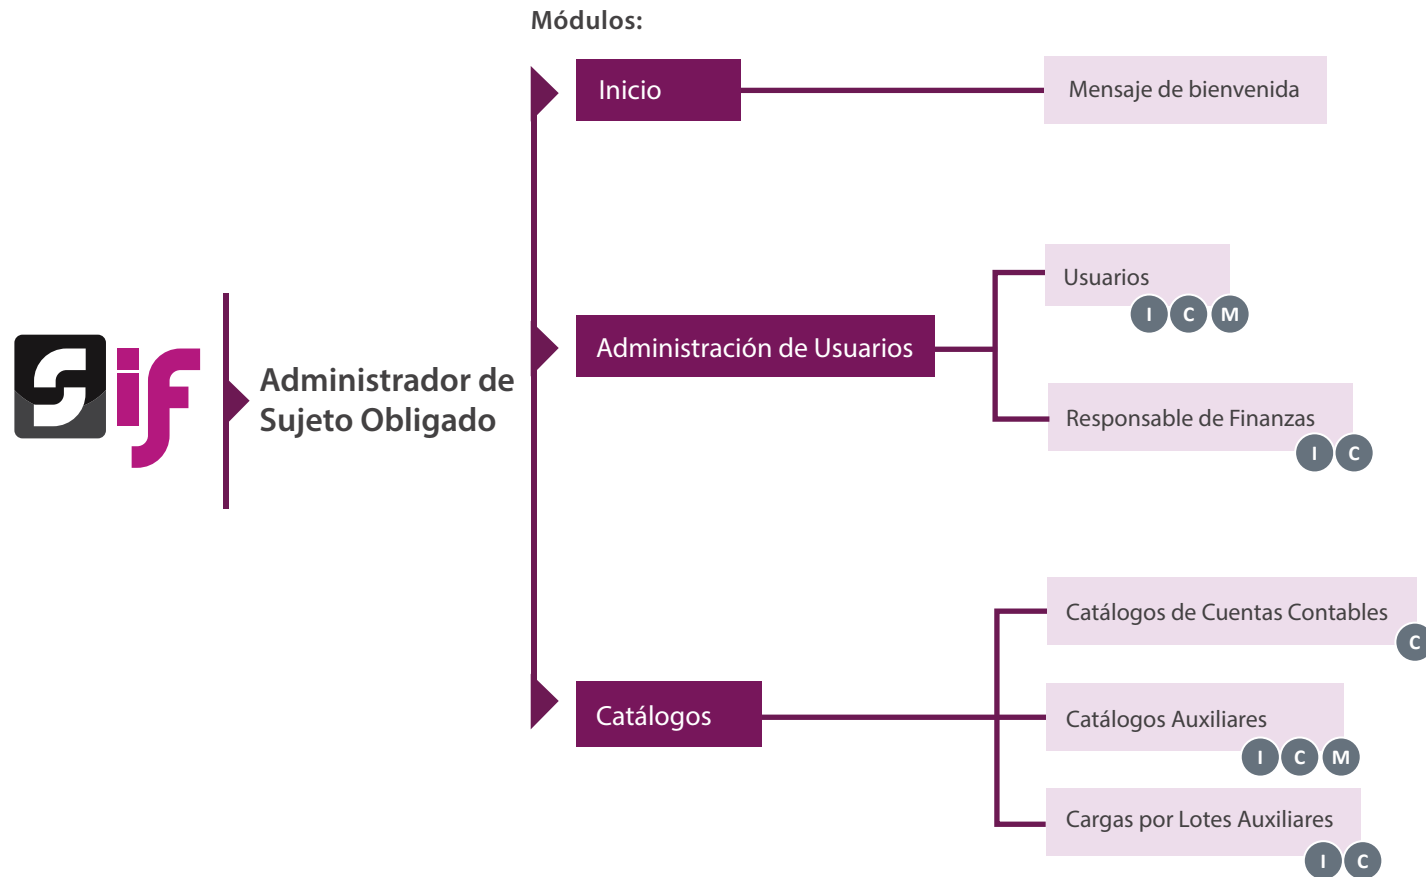 Módulos:
Inicio
Mensaje de bienvenida
Usuarios
I C M
Administración de Usuarios
Sif
Administrador de
Sujeto Obligado
Responsable de Finanzas
I C
Catálogos de Cuentas Contables
C
Catálogos
Catálogos Auxiliares
I C M
Cargas por Lotes Auxiliares
I C